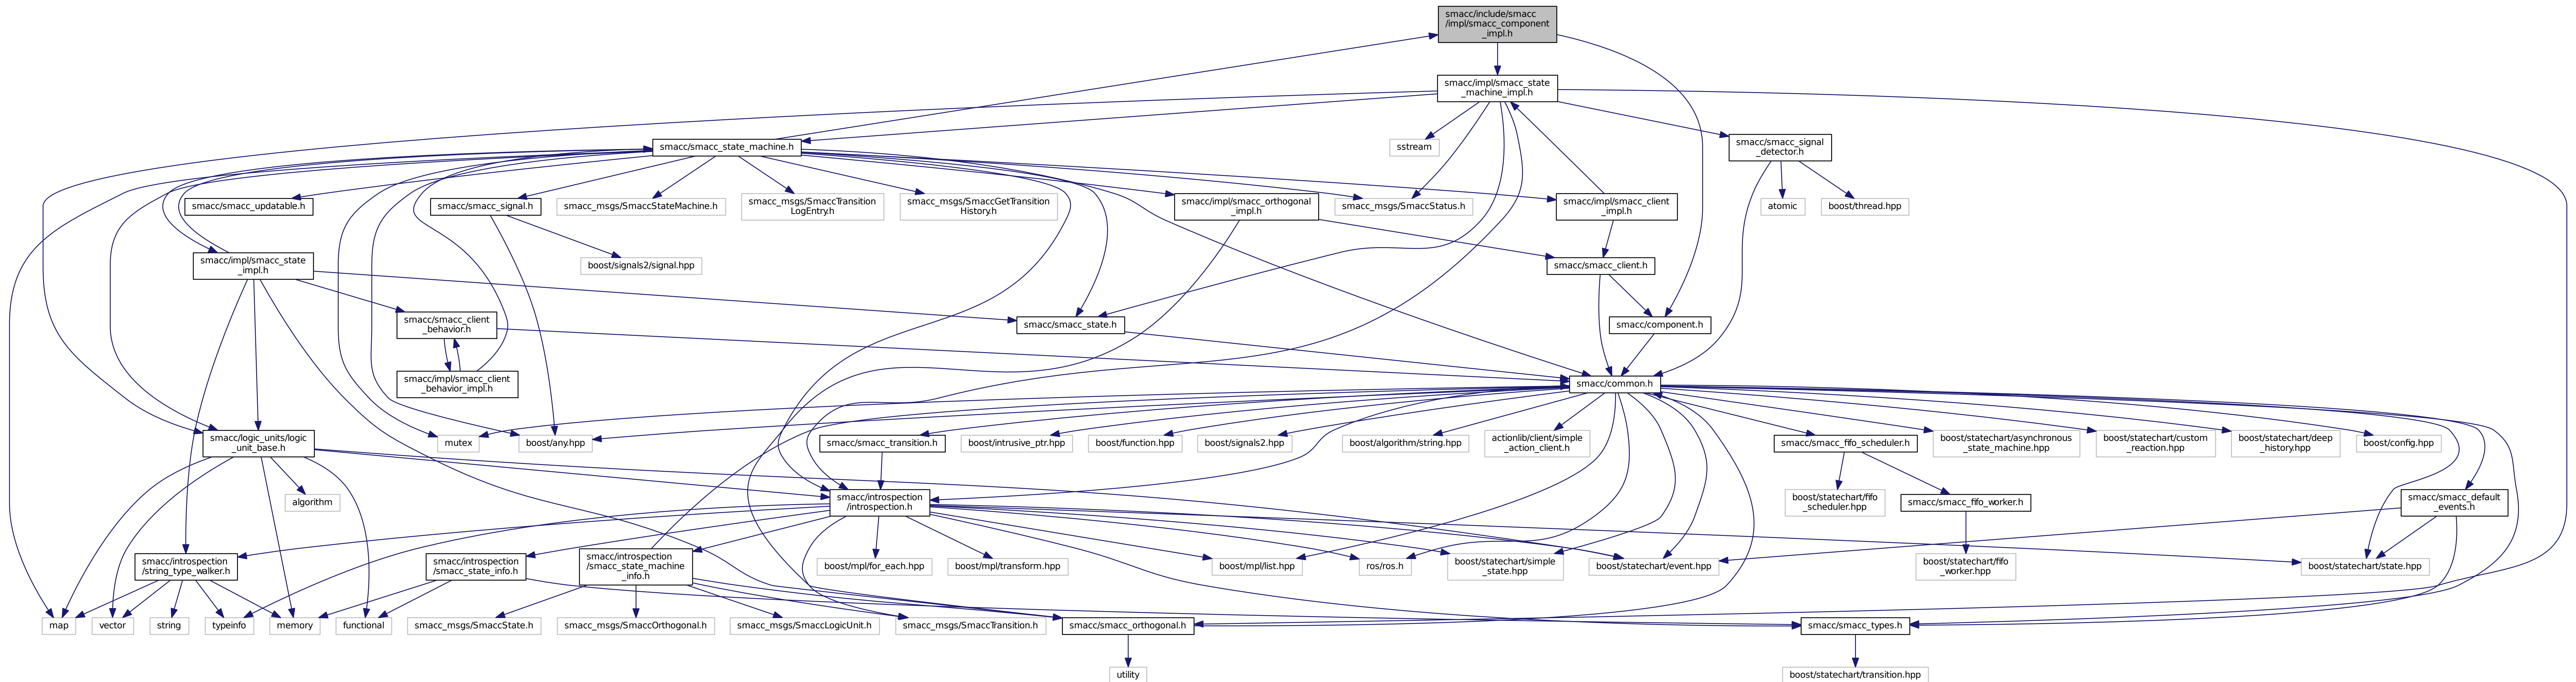 smacc/include/smacc
/impl/smacc_component
_impl.h
smacc/impl/smacc_state
_machine_impl.h
smacc/smacc_state_machine.h
sstream
smacc/smacc_signal
_detector.h
smacc/smacc_updatable.h
smacc/smacc_signal.h
smacc_msgs/SmaccStateMachine.h
smacc_msgs/SmaccTransition
LogEntry.h
smacc_msgs/SmaccGetTransition
History.h
smacc/impl/smacc_orthogonal
_impl.h
smacc_msgs/SmaccStatus.h
smacc/impl/smacc_client
_impl.h
atomic
boost/thread.hpp
smacc/impl/smacc_state
_impl.h
boost/signals2/signal.hpp
smacc/smacc_client.h
smacc/smacc_client
_behavior.h
smacc/smacc_state.h
smacc/component.h
smacc/impl/smacc_client
_behavior_impl.h
smacc/common.h
smacc/logic_units/logic
_unit_base.h
mutex
boost/any.hpp
smacc/smacc_transition.h
boost/intrusive_ptr.hpp
boost/function.hpp
boost/signals2.hpp
boost/algorithm/string.hpp
actionlib/client/simple
_action_client.h
smacc/smacc_fifo_scheduler.h
boost/statechart/asynchronous
_state_machine.hpp
boost/statechart/custom
_reaction.hpp
boost/statechart/deep
_history.hpp
boost/config.hpp
algorithm
smacc/introspection
/introspection.h
boost/statechart/fifo
_scheduler.hpp
smacc/smacc_fifo_worker.h
smacc/smacc_default
_events.h
smacc/introspection
/string_type_walker.h
smacc/introspection
/smacc_state_info.h
smacc/introspection
/smacc_state_machine
_info.h
boost/mpl/for_each.hpp
boost/mpl/transform.hpp
boost/mpl/list.hpp
ros/ros.h
boost/statechart/simple
_state.hpp
boost/statechart/event.hpp
boost/statechart/fifo
_worker.hpp
boost/statechart/state.hpp
map
vector
string
typeinfo
memory
functional
smacc_msgs/SmaccState.h
smacc_msgs/SmaccOrthogonal.h
smacc_msgs/SmaccLogicUnit.h
smacc_msgs/SmaccTransition.h
smacc/smacc_orthogonal.h
smacc/smacc_types.h
utility
boost/statechart/transition.hpp